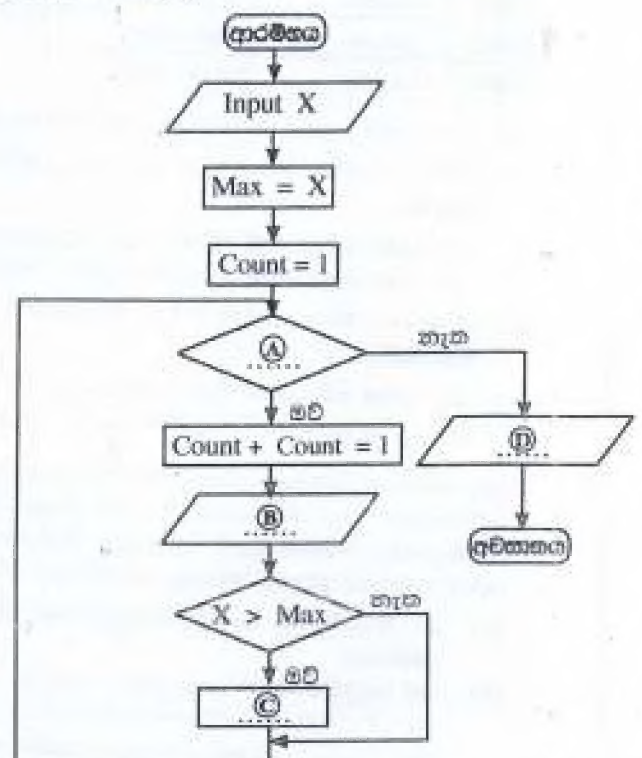 ආරම්භය
Input X
Max = X
Count = 1
Ⓐ
නැත
ඔව්
Count + Count = 1
Ⓓ
Ⓑ
අවසානය
X > Max
නැත
ඔව්
Ⓒ